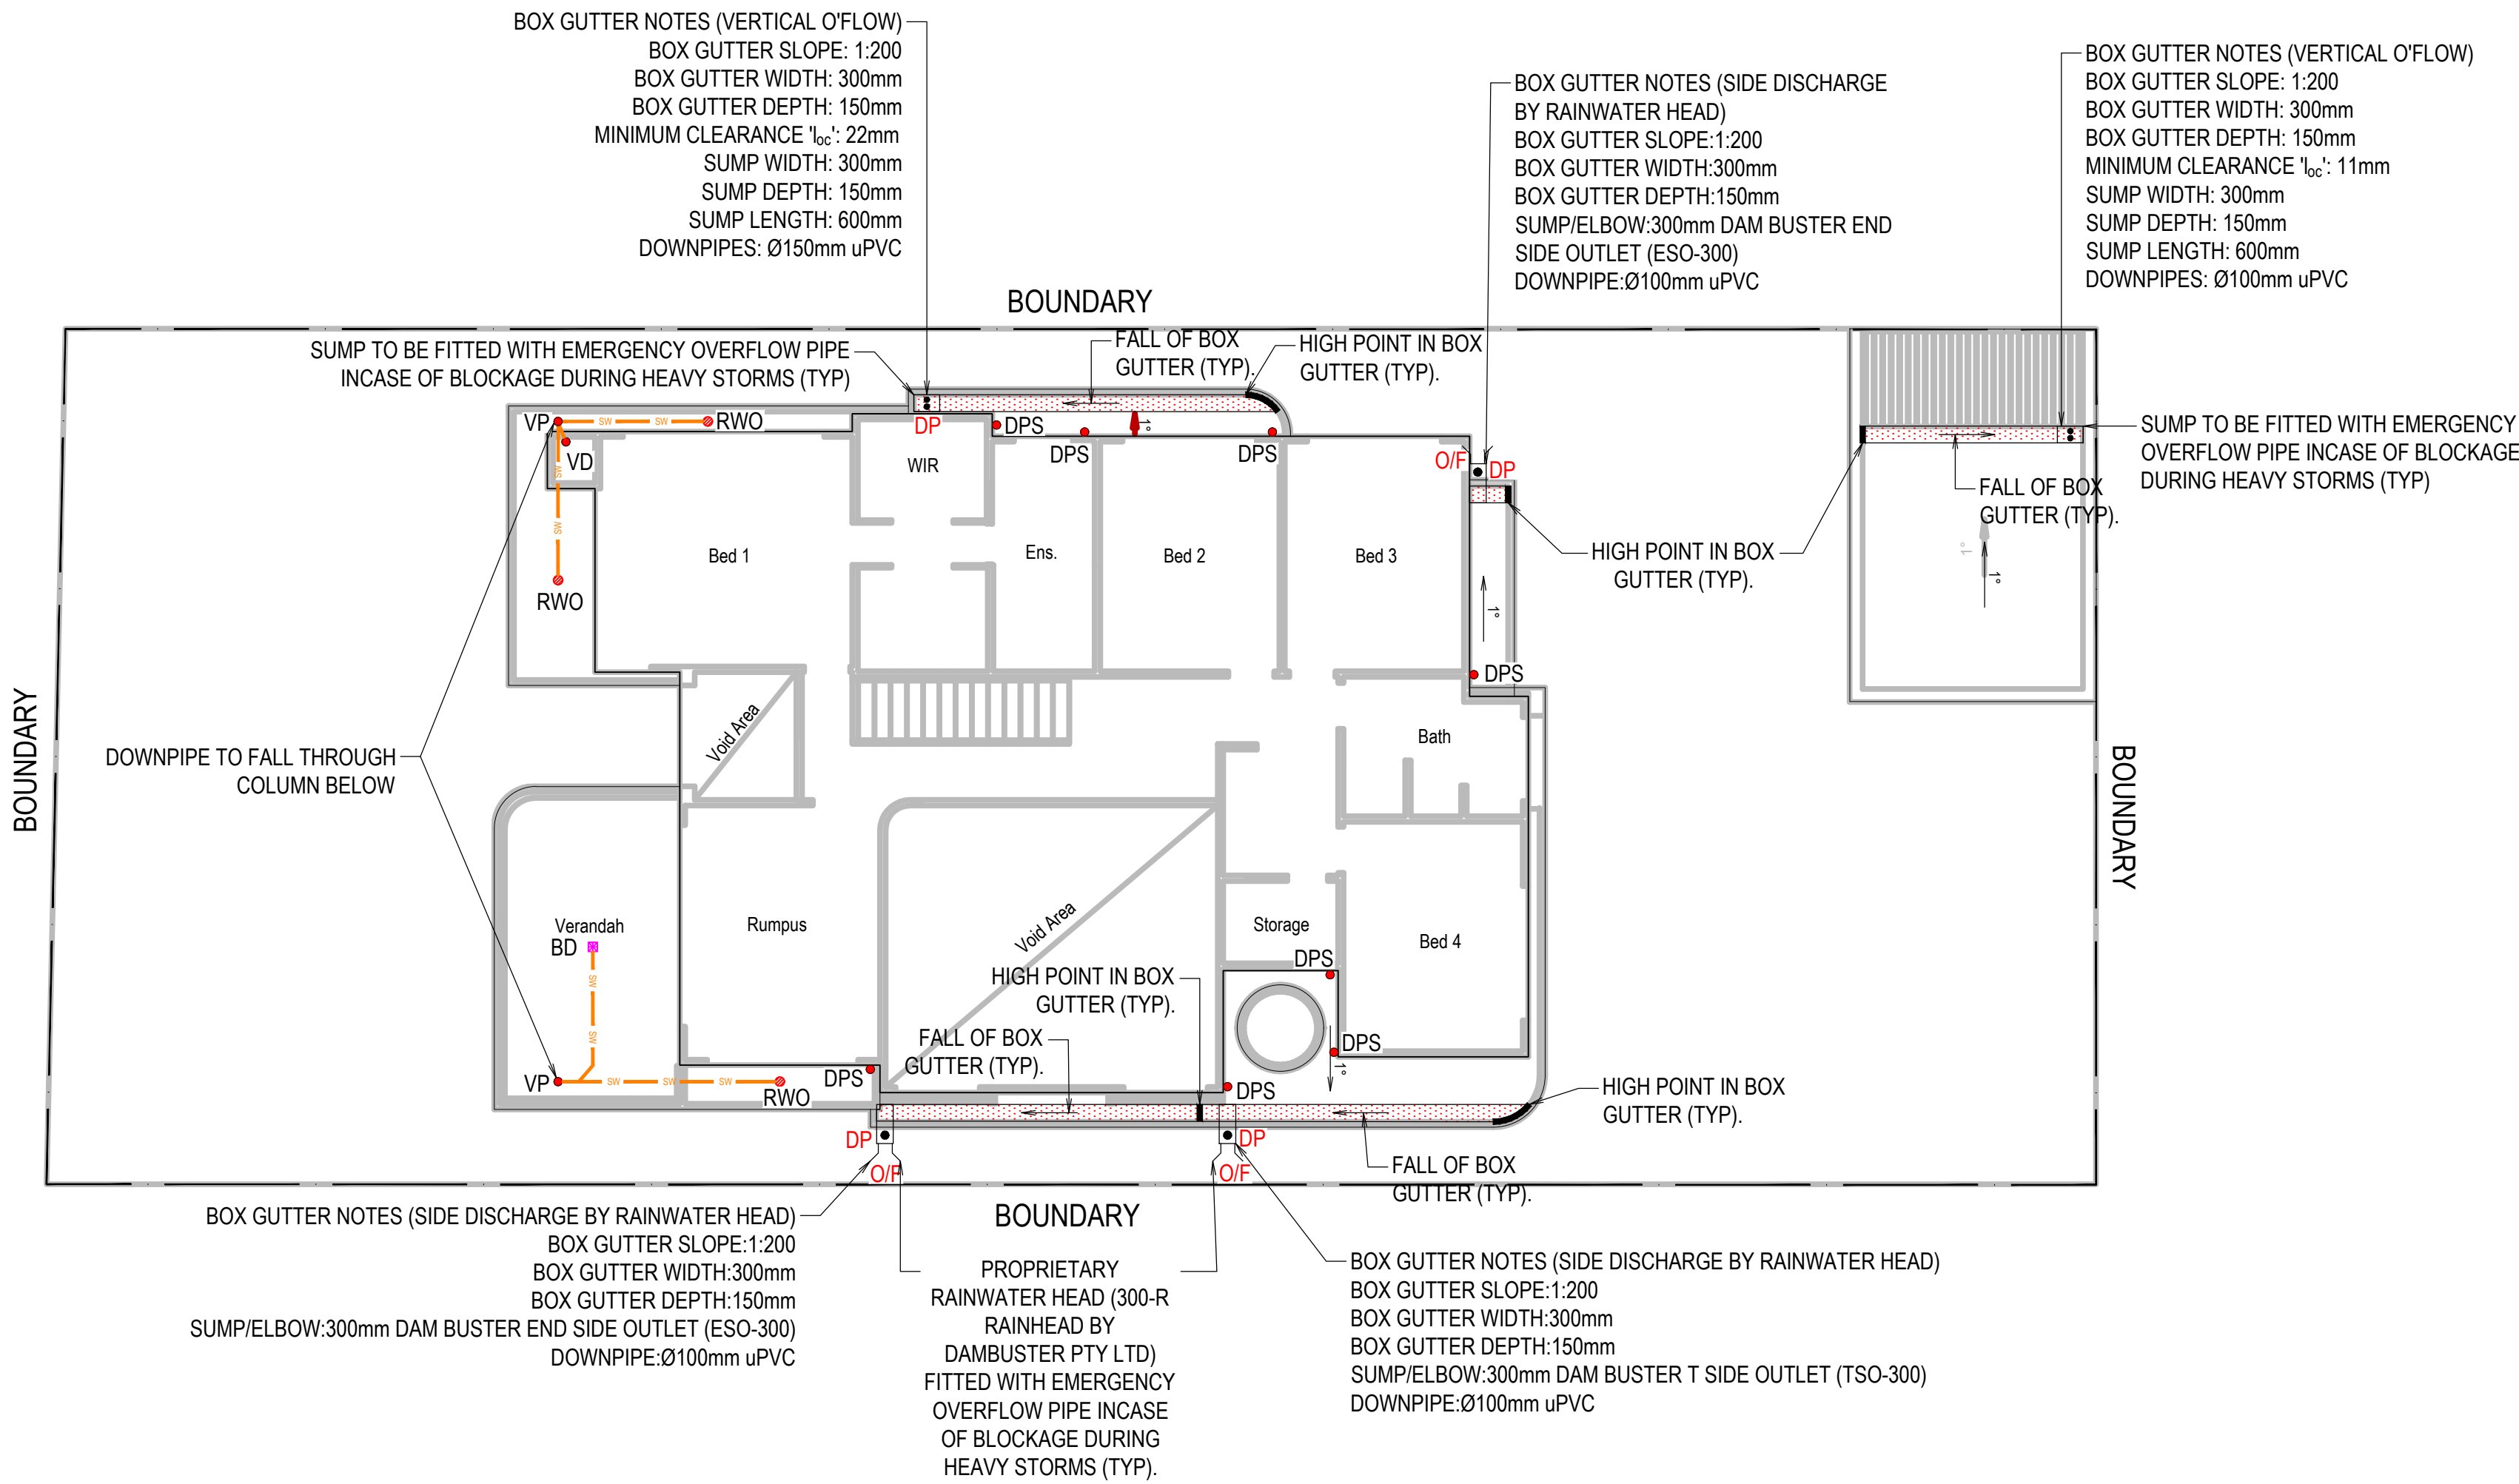 BOX GUTTER NOTES (VERTICAL O'FLOW)
BOX GUTTER SLOPE: 1:200
BOX GUTTER WIDTH: 300mm
BOX GUTTER DEPTH: 150mm
MINIMUM CLEARANCE 'loc': 22mm
SUMP WIDTH: 300mm
SUMP DEPTH: 150mm
SUMP LENGTH: 600mm
DOWNPIPES: Ø150mm uPVC
BOX GUTTER NOTES (SIDE DISCHARGE
BY RAINWATER HEAD)
BOX GUTTER SLOPE:1:200
BOX GUTTER WIDTH:300mm
BOX GUTTER DEPTH:150mm
SUMP/ELBOW:300mm DAM BUSTER END
SIDE OUTLET (ESO-300)
DOWNPIPE:Ø100mm uPVC
BOX GUTTER NOTES (VERTICAL O'FLOW)
BOX GUTTER SLOPE: 1:200
BOX GUTTER WIDTH: 300mm
BOX GUTTER DEPTH: 150mm
MINIMUM CLEARANCE 'loc': 11mm
SUMP WIDTH: 300mm
SUMP DEPTH: 150mm
SUMP LENGTH: 600mm
DOWNPIPES: Ø100mm uPVC
BOUNDARY
SUMP TO BE FITTED WITH EMERGENCY OVERFLOW PIPE
INCASE OF BLOCKAGE DURING HEAVY STORMS (TYP)
FALL OF BOX
GUTTER (TYP).
HIGH POINT IN BOX
GUTTER (TYP).
SUMP TO BE FITTED WITH EMERGENCY
OVERFLOW PIPE INCASE OF BLOCKAGE
DURING HEAVY STORMS (TYP)
FALL OF BOX
GUTTER (TYP).
VP
SW
SW
RWO
VD
SW
SW
RWO
DP
DPS
DPS
DPS
1°
O/F
DP
WIR
Bed 1
Ens.
Bed 2
Bed 3
HIGH POINT IN BOX
GUTTER (TYP).
1°
1°
1°
DPS
BOUNDARY
DOWNPIPE TO FALL THROUGH
COLUMN BELOW
Void Area
Bath
BOUNDARY
Verandah
BD
SW
SW
Rumpus
Void Area
Storage
Bed 4
DPS
HIGH POINT IN BOX
GUTTER (TYP).
FALL OF BOX
GUTTER (TYP).
DPS
1°
VP
SW
SW
SW
RWO
DPS
DPS
HIGH POINT IN BOX
GUTTER (TYP).
DP
O/F
DP
O/F
FALL OF BOX
GUTTER (TYP).
BOUNDARY
BOX GUTTER NOTES (SIDE DISCHARGE BY RAINWATER HEAD)
BOX GUTTER SLOPE:1:200
BOX GUTTER WIDTH:300mm
BOX GUTTER DEPTH:150mm
SUMP/ELBOW:300mm DAM BUSTER END SIDE OUTLET (ESO-300)
DOWNPIPE:Ø100mm uPVC
PROPRIETARY
RAINWATER HEAD (300-R
RAINHEAD BY
DAMBUSTER PTY LTD)
FITTED WITH EMERGENCY
OVERFLOW PIPE INCASE
OF BLOCKAGE DURING
HEAVY STORMS (TYP).
BOX GUTTER NOTES (SIDE DISCHARGE BY RAINWATER HEAD)
BOX GUTTER SLOPE:1:200
BOX GUTTER WIDTH:300mm
BOX GUTTER DEPTH:150mm
SUMP/ELBOW:300mm DAM BUSTER T SIDE OUTLET (TSO-300)
DOWNPIPE:Ø100mm uPVC